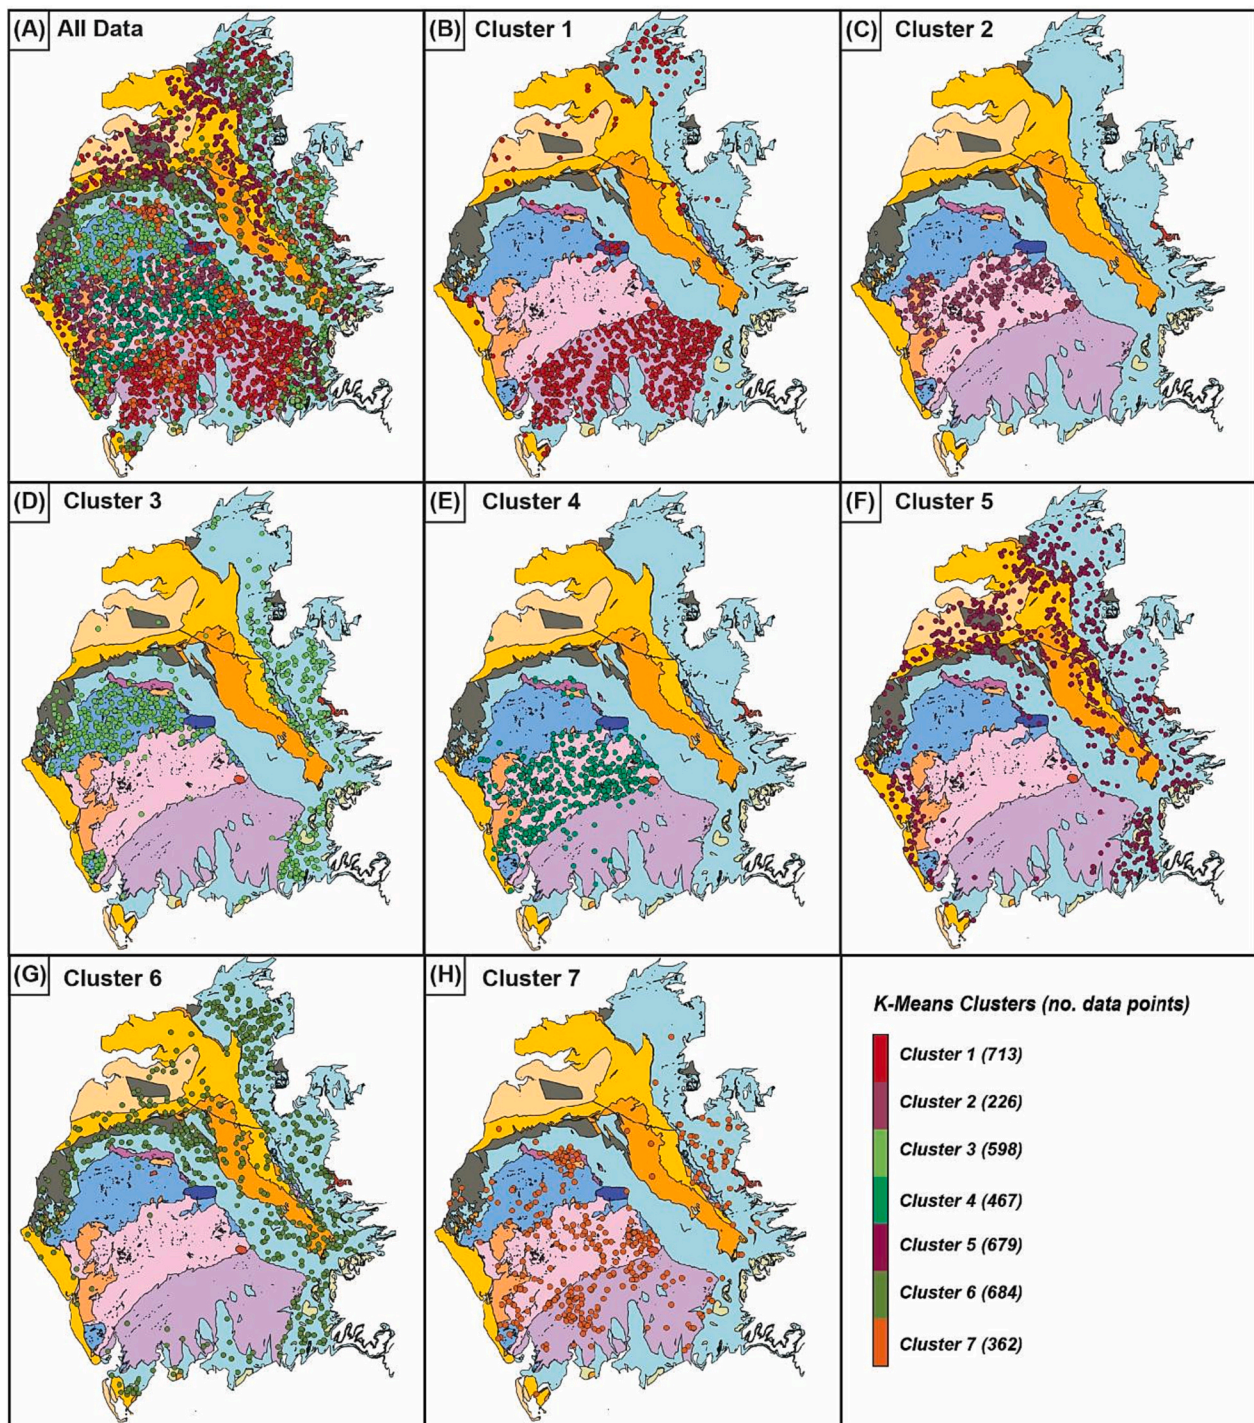 (A) All Data
(B) Cluster 1
(C) Cluster 2
(D) Cluster 3
(E) Cluster 4
(F) Cluster 5
(G) Cluster 6
(H) Cluster 7
K-Means Clusters (no. data points)
Cluster 1 (713)
Cluster 2 (226)
Cluster 3 (598)
Cluster 4 (467)
Cluster 5 (679)
Cluster 6 (684)
Cluster 7 (362)